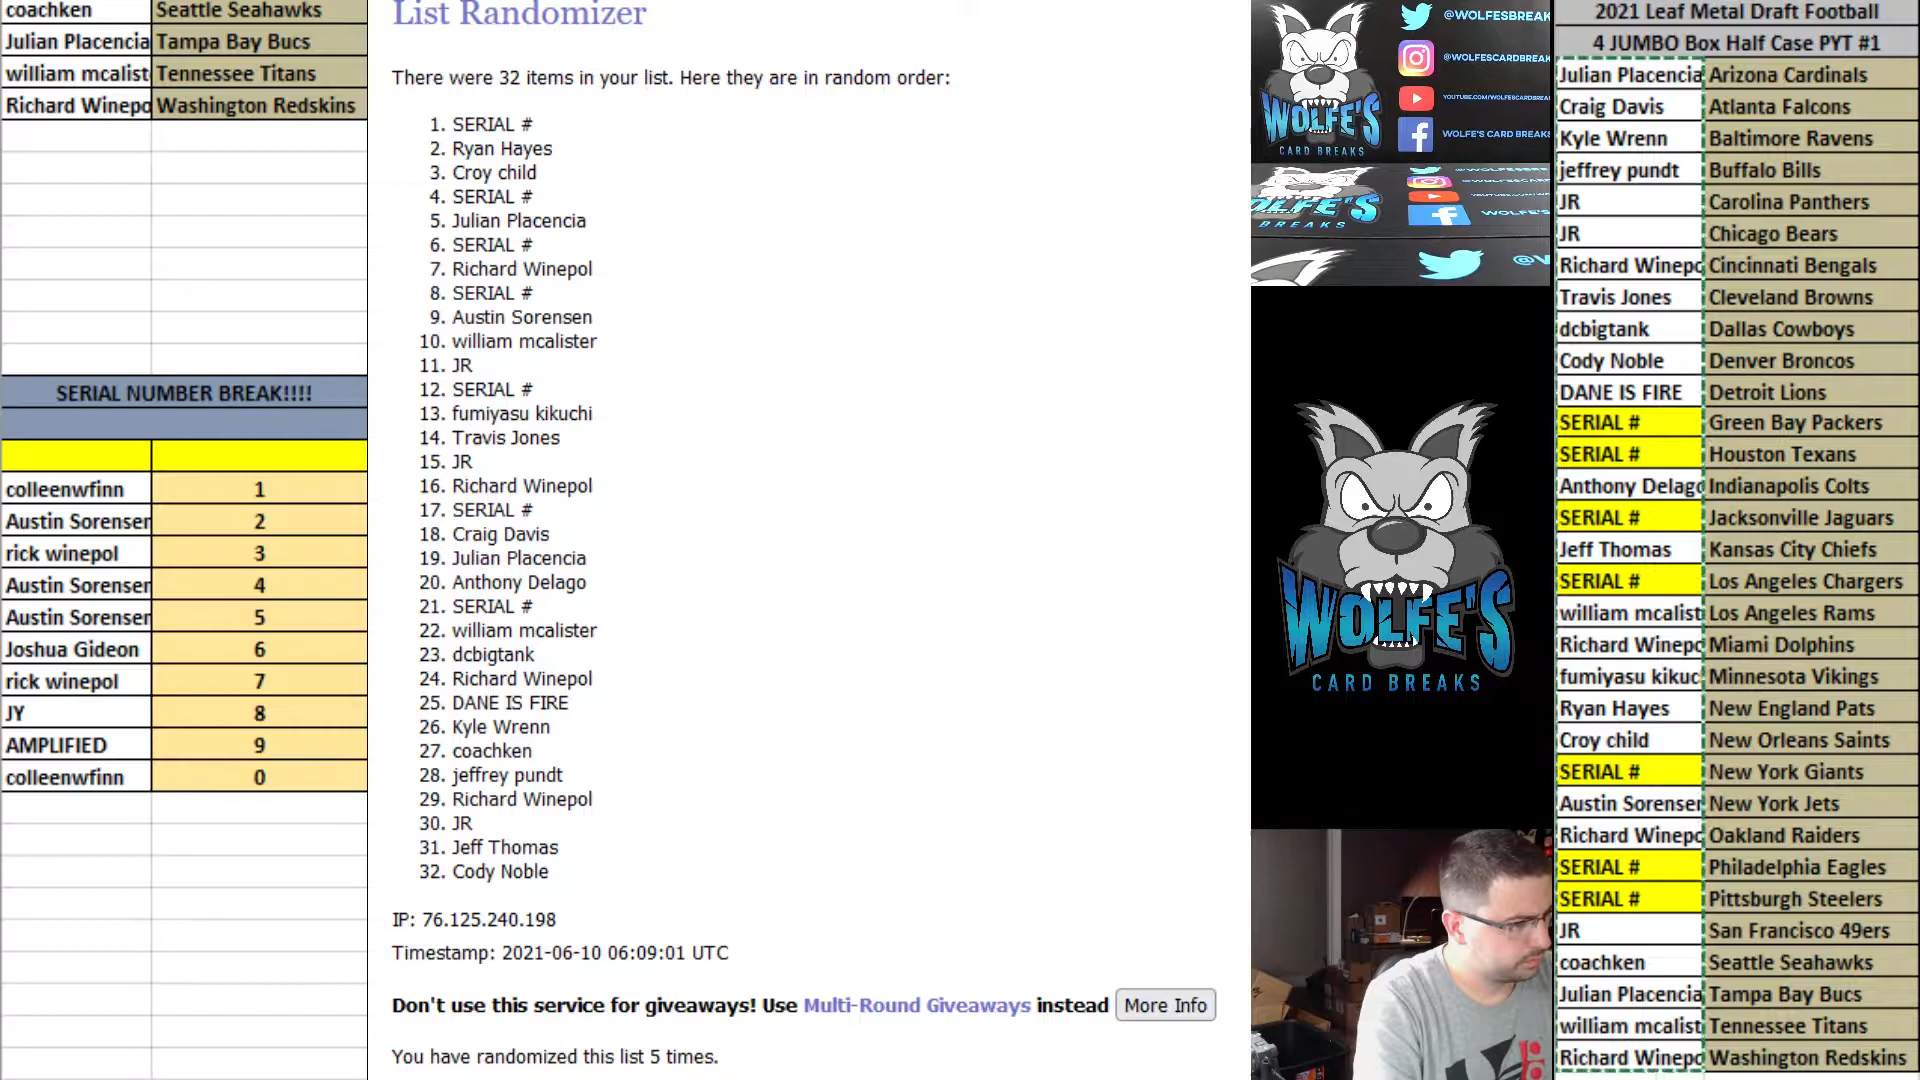 coachken Seattle Seahawks
Julian Placencia Tampa Bay Bucs
william mcalist Tennessee Titans
Richard Winepo Washington Redskins
SERIAL NUMBER BREAK!!!!
colleenwfinn 1
Austin Sorensen 2
rick winepol 3
Austin Sorensen 4
Austin Sorensen 5
Joshua Gideon 6
rick winepol 7
JY 8
AMPLIFIED 9
colleenwfinn 0
List Randomizer
There were 32 items in your list. Here they are in random order:
1. SERIAL #
2. Ryan Hayes
3. Croy child
4. SERIAL #
5. Julian Placencia
6. SERIAL #
7. Richard Winepol
8. SERIAL #
9. Austin Sorensen
10. william mcalister
11. JR
12. SERIAL #
13. fumiyasu kikuchi
14. Travis Jones
15. JR
16. Richard Winepol
17. SERIAL #
18. Craig Davis
19. Julian Placencia
20. Anthony Delago
21. SERIAL #
22. william mcalister
23. dcbigtank
24. Richard Winepol
25. DANE IS FIRE
26. Kyle Wrenn
27. coachken
28. jeffrey pundt
29. Richard Winepol
30. JR
31. Jeff Thomas
32. Cody Noble
IP: 76.125.240.198
Timestamp: 2021-06-10 06:09:01 UTC
Don't use this service for giveaways! Use Multi-Round Giveaways instead More Info
You have randomized this list 5 times.
@WOLFESBREAK
@WOLFESCARDBREAK
YOUTUBE.COM/WOLFESCARDBREA
WOLFE'S CARD BREAKS
WOLFE'S
CARD BREAKS
WOLFE'S
CARD BREAKS
2021 Leaf Metal Draft Football
4 JUMBO Box Half Case PYT #1
Julian Placencia Arizona Cardinals
Craig Davis Atlanta Falcons
Kyle Wrenn Baltimore Ravens
jeffrey pundt Buffalo Bills
JR Carolina Panthers
JR Chicago Bears
Richard Winepo Cincinnati Bengals
Travis Jones Cleveland Browns
dcbigtank Dallas Cowboys
Cody Noble Denver Broncos
DANE IS FIRE Detroit Lions
SERIAL # Green Bay Packers
SERIAL # Houston Texans
Anthony Delago Indianapolis Colts
SERIAL # Jacksonville Jaguars
Jeff Thomas Kansas City Chiefs
SERIAL # Los Angeles Chargers
william mcalist Los Angeles Rams
Richard Winepo Miami Dolphins
fumiyasu kikuc Minnesota Vikings
Ryan Hayes New England Pats
Croy child New Orleans Saints
SERIAL # New York Giants
Austin Sorensen New York Jets
Richard Winepo Oakland Raiders
SERIAL # Philadelphia Eagles
SERIAL # Pittsburgh Steelers
JR San Francisco 49ers
coachken Seattle Seahawks
Julian Placencia Tampa Bay Bucs
william mcalist Tennessee Titans
Richard Winepo Washington Redskins